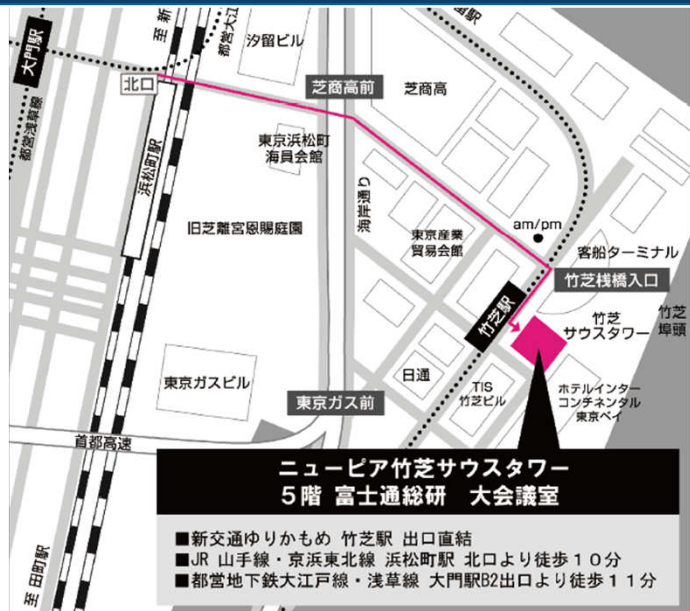 至 新
都営大江
留駅
汐留ビル
大門駅
北口
芝商高前
芝商高
都営浅草線
浜松町駅
東京浜松町
海員会館
海岸通り
旧芝離宮恩賜庭園
am/pm
東京産業
貿易会館
客船ターミナル
竹芝桟橋入口
竹芝駅
竹芝
サウスタワー
竹芝
埠頭
東京ガスビル
日通
TIS
竹芝ビル
ホテルインター
コンチネンタル
東京ベイ
東京ガス前
首都高速
至 田町駅
ニューピア竹芝サウスタワー
5階 富士通総研 大会議室
■新交通ゆりかもめ 竹芝駅 出口直結
■JR 山手線・京浜東北線 浜松町駅 北口より徒歩10分
■都営地下鉄大江戸線・浅草線 大門駅B2出口より徒歩11分